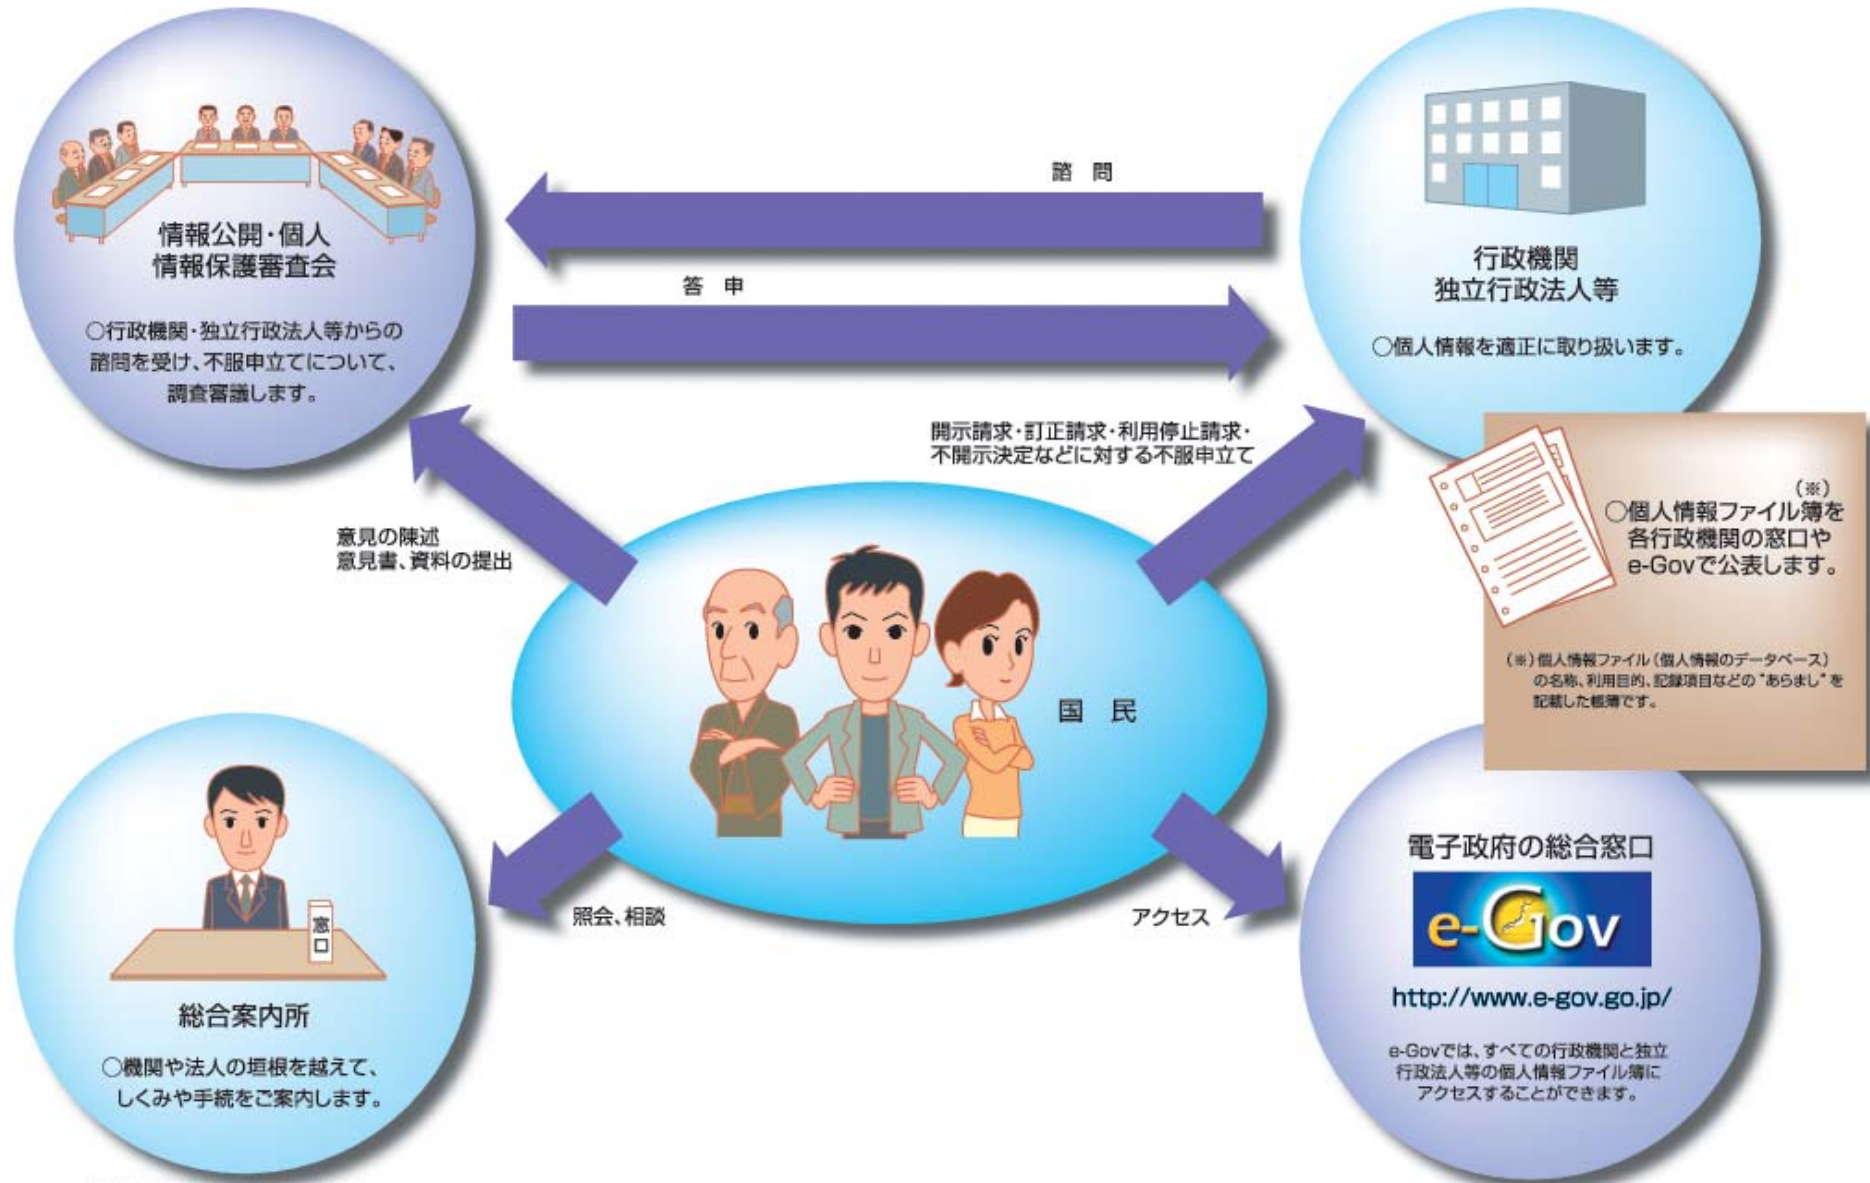 諮 問
情報公開・個人
情報保護審査会
○行政機関・独立行政法人等からの
諮問を受け、不服申立てについて、
調査審議します。
答 申
行政機関
独立行政法人等
○個人情報を適正に取り扱います。
開示請求・訂正請求・利用停止請求・
不開示決定などに対する不服申立て
意見の陳述
意見書、資料の提出
(※)
○個人情報ファイル簿を
各行政機関の窓口や
e-Govで公表します。
(※)個人情報ファイル(個人情報のデータベース)
の名称、利用目的、記録項目などの“あらまし”を
記載した帳簿です。
国 民
照会、相談
アクセス
窓口
総合案内所
○機関や法人の垣根を越えて、
しくみや手続をご案内します。
電子政府の総合窓口
e-Gov
http://www.e-gov.go.jp/
e-Govでは、すべての行政機関と独立
行政法人等の個人情報ファイル簿に
アクセスすることができます。